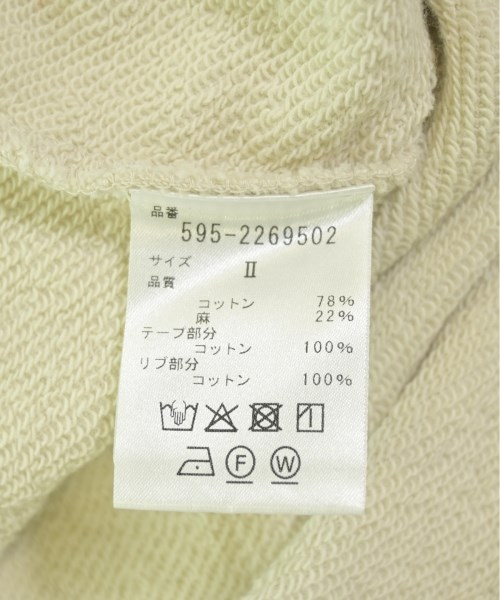 品番
595-2269502
サイズ Ⅱ
品質
コットン 78%
麻 22%
テープ部分
コットン 100%
リブ部分
コットン 100%
F W